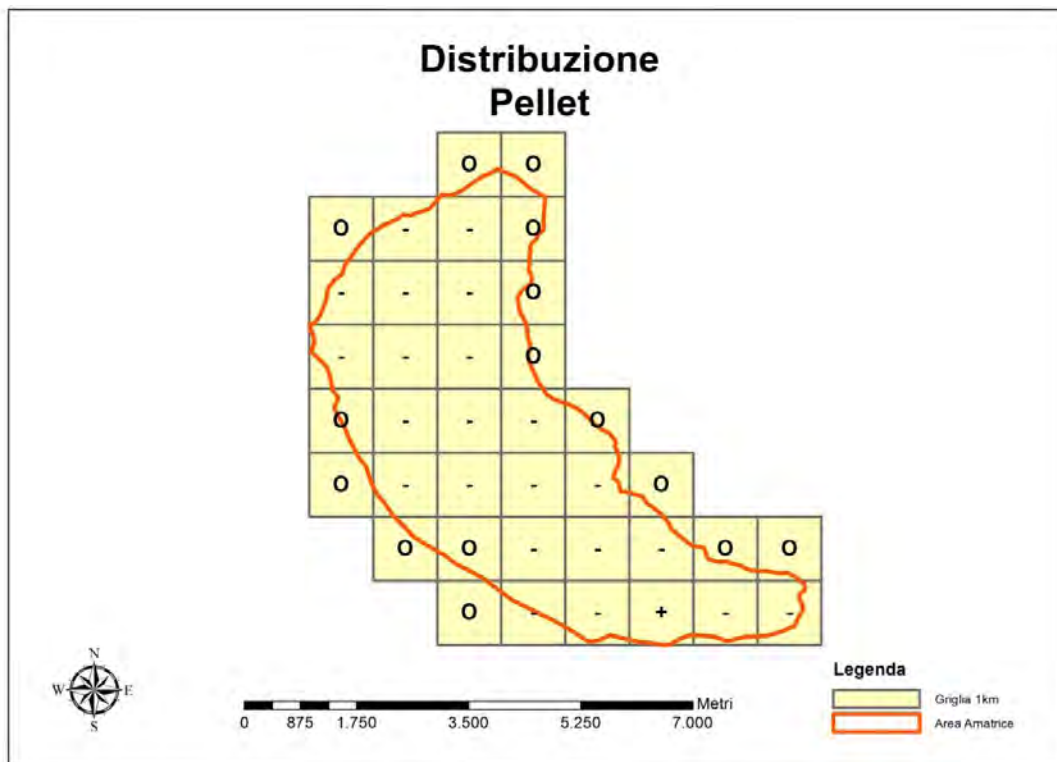 Distribuzione
Pellet
O O
O - - O
- - - O
- - - O
O - - - O
O - - - - O
O O - - - O O
O - - + - -
N
W E
S
Metri
0 875 1.750 3.500 5.250 7.000
Legenda
Griglia 1km
Area Amatrice